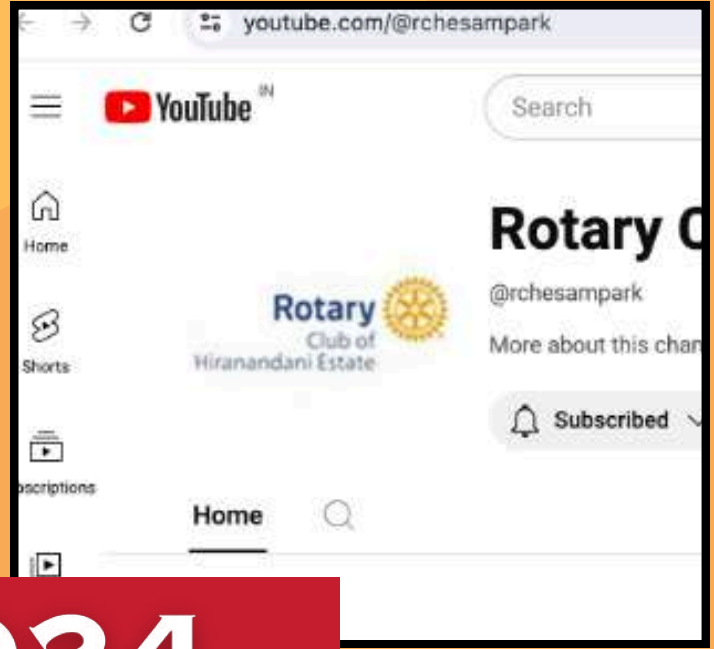 youtube.com/@rchesampark
YouTube IN
Search
Home
Rotary
Club of
Hiranandani Estate
Rotary C
@rchesampark
More about this chan
Shorts
Subscribed
bscriptions
Home